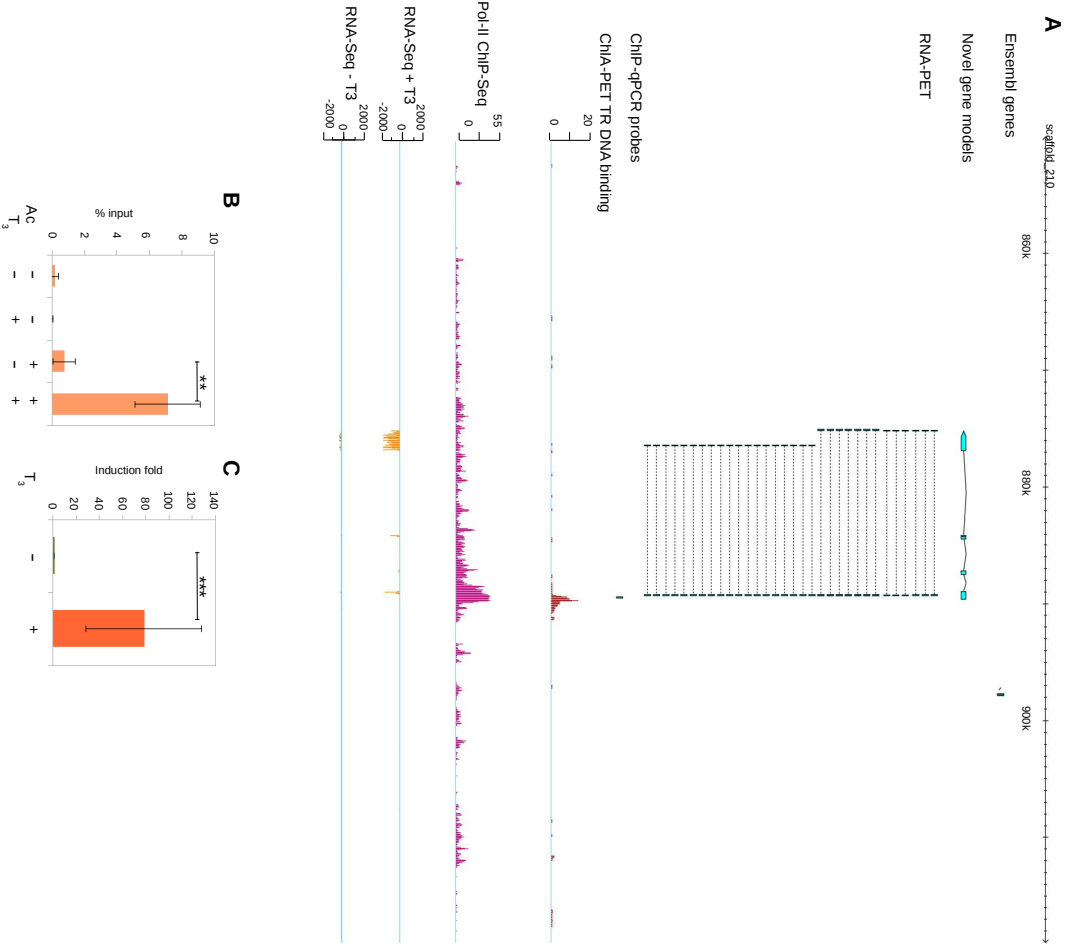 A
scaffold_210
860k
880k
900k
Ensembl genes
Novel gene models
RNA-PET
ChIP-qPCR probes
ChIA-PET TR DNA binding
20
0
Pol-II ChIP-Seq
55
0
RNA-Seq + T3
2000
0
-2000
RNA-Seq - T3
2000
0
-2000
B
% input
10
8
6
4
2
0
**
Ac - - + +
T3 - + - +
C
Induction fold
140
120
100
80
60
40
20
0
***
T3 - +